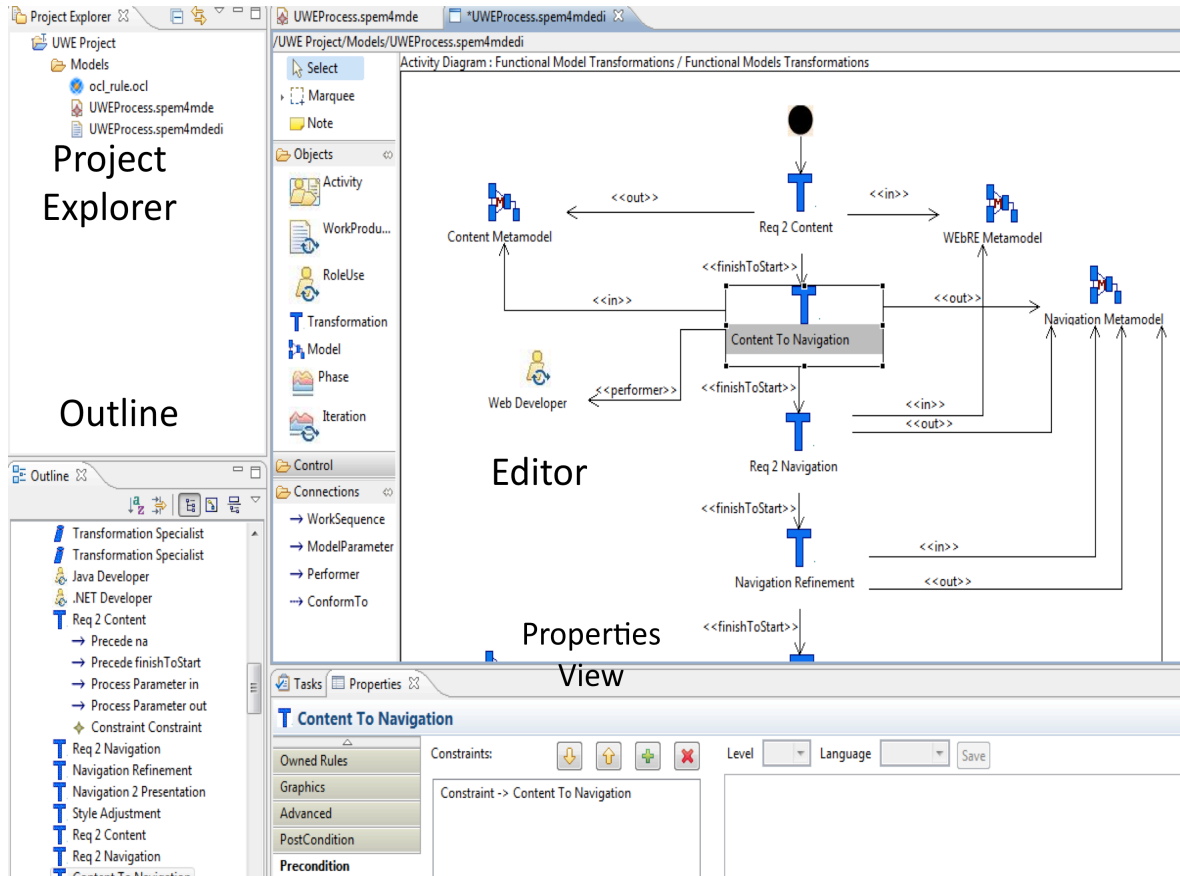 Project Explorer
UWE Project
Models
ocl_rule.ocl
UWEProcess.spem4mde
UWEProcess.spem4mdedi
Project
Explorer
Outline
Outline
Transformation Specialist
Transformation Specialist
Java Developer
.NET Developer
Req 2 Content
Precede na
Precede finishToStart
Process Parameter in
Process Parameter out
Constraint Constraint
Req 2 Navigation
Navigation Refinement
Navigation 2 Presentation
Style Adjustment
Req 2 Content
Req 2 Navigation
Content To Navigation
UWEProcess.spem4mde
*UWEProcess.spem4mdedi
/UWE Project/Models/UWEProcess.spem4mdedi
Select
Marquee
Note
Objects
Activity
WorkProdu...
RoleUse
Transformation
Model
Phase
Iteration
Control
Connections
WorkSequence
ModelParameter
Performer
ConformTo
Activity Diagram : Functional Model Transformations / Functional Models Transformations
<<out>>
<<in>>
Req 2 Content
Content Metamodel
WEbRE Metamodel
<<finishToStart>>
<<in>>
<<out>>
Navigation Metamodel
Content To Navigation
Web Developer
<<performer>>
<<finishToStart>>
<<in>>
<<out>>
Req 2 Navigation
Editor
<<finishToStart>>
<<in>>
Navigation Refinement
<<out>>
<<finishToStart>>
Properties
View
Tasks
Properties
Content To Navigation
Owned Rules
Graphics
Advanced
PostCondition
Precondition
Constraints:
Level
Language
Save
Constraint -> Content To Navigation